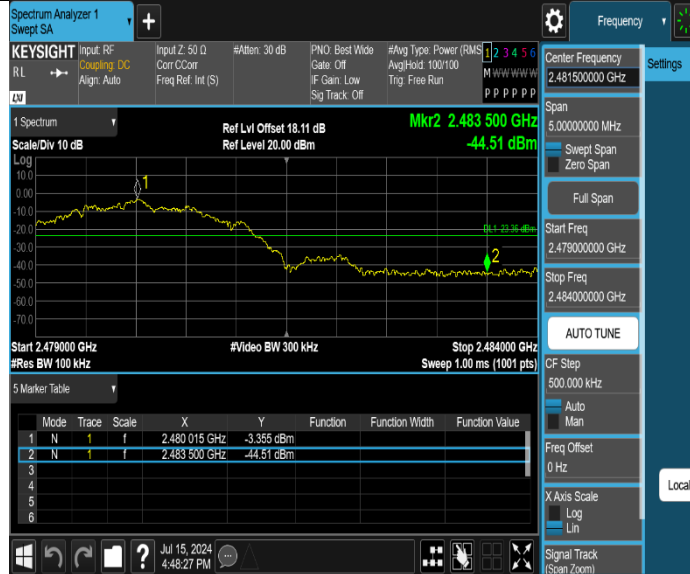 Spectrum Analyzer 1
Swept SA
+
Frequency
KEYSIGHT
RL
LXI
Input: RF
Coupling: DC
Align: Auto
Input Z: 50 Ω
Corr CCorr
Freq Ref: Int (S)
#Atten: 30 dB
PNO: Best Wide
Gate: Off
IF Gain: Low
Sig Track: Off
#Avg Type: Power (RMS
Avg|Hold: 100/100
Trig: Free Run
1 2 3 4 5 6
M W W W W W
P P P P P P
Settings
1 Spectrum
Scale/Div 10 dB
Ref Lvl Offset 18.11 dB
Ref Level 20.00 dBm
Mkr2 2.483 500 GHz
-44.51 dBm
Log
10.0
0.00
-10.0
-20.0
-30.0
-40.0
-50.0
-60.0
-70.0
1
DL1 -23.36 dBm
2
Start 2.479000 GHz
#Res BW 100 kHz
#Video BW 300 kHz
Stop 2.484000 GHz
Sweep 1.00 ms (1001 pts)
5 Marker Table
Mode Trace Scale X Y Function Function Width Function Value
1 N 1 f 2.480 015 GHz -3.355 dBm
2 N 1 f 2.483 500 GHz -44.51 dBm
3
4
5
6
?
Jul 15, 2024
4:48:27 PM
Center Frequency
2.481500000 GHz
Span
5.00000000 MHz
Swept Span
Zero Span
Full Span
Start Freq
2.479000000 GHz
Stop Freq
2.484000000 GHz
AUTO TUNE
CF Step
500.000 kHz
Auto
Man
Freq Offset
0 Hz
X Axis Scale
Log
Lin
Signal Track
(Span Zoom)
Local